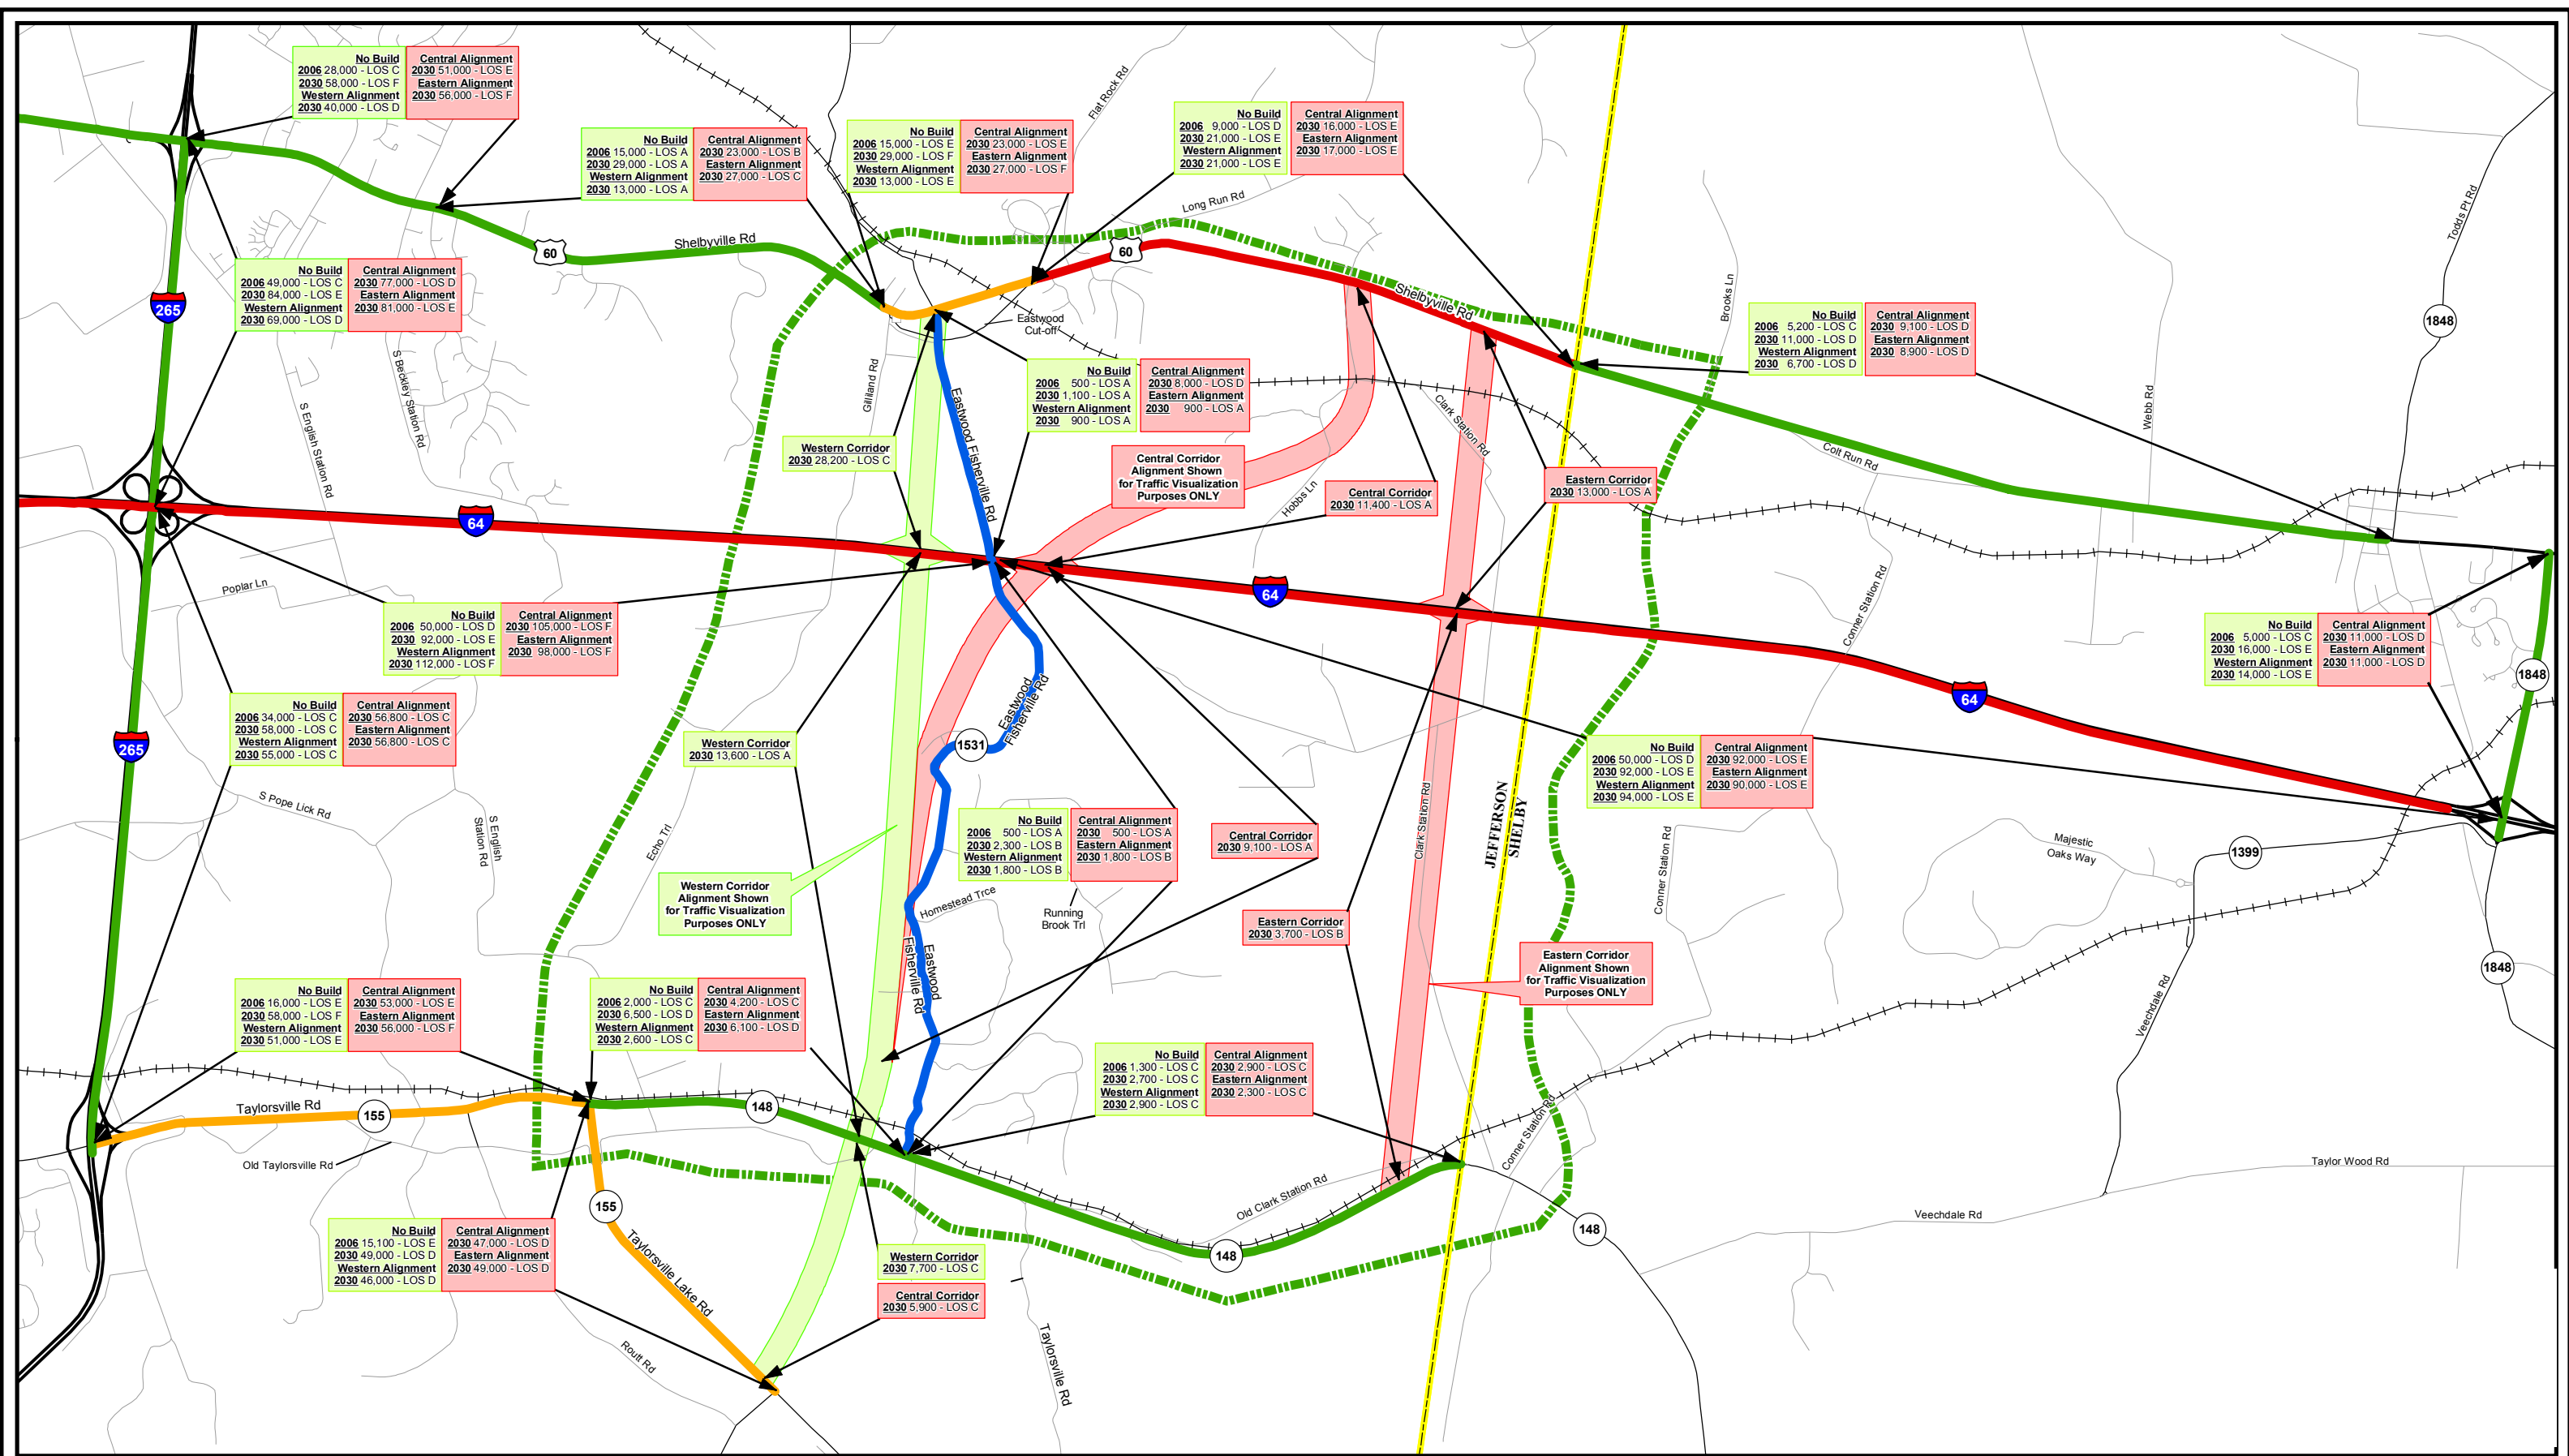 No Build
2006 28,000 - LOS C
2030 58,000 - LOS F
Western Alignment
2030 40,000 - LOS D
Central Alignment
2030 51,000 - LOS E
Eastern Alignment
2030 56,000 - LOS F
No Build
2006 15,000 - LOS A
2030 29,000 - LOS A
Western Alignment
2030 13,000 - LOS A
Central Alignment
2030 23,000 - LOS B
Eastern Alignment
2030 27,000 - LOS C
No Build
2006 15,000 - LOS E
2030 29,000 - LOS F
Western Alignment
2030 13,000 - LOS E
Central Alignment
2030 23,000 - LOS E
Eastern Alignment
2030 27,000 - LOS F
Flat Rock Rd
No Build
2006 9,000 - LOS D
2030 21,000 - LOS E
Western Alignment
2030 21,000 - LOS E
Central Alignment
2030 16,000 - LOS E
Eastern Alignment
2030 17,000 - LOS E
Long Run Rd
Todds Pt Rd
60
Shelbyville Rd
60
Shelbyville Rd
Brooks Ln
265
No Build
2006 49,000 - LOS C
2030 84,000 - LOS E
Western Alignment
2030 69,000 - LOS D
Central Alignment
2030 77,000 - LOS D
Eastern Alignment
2030 81,000 - LOS E
Eastwood
Cut-off
No Build
2006 5,200 - LOS C
2030 11,000 - LOS D
Western Alignment
2030 6,700 - LOS D
Central Alignment
2030 9,100 - LOS D
Eastern Alignment
2030 8,900 - LOS D
1848
S Beckley Station Rd
S English Station Rd
Gilliland Rd
Eastwood Fisherville Rd
No Build
2006 500 - LOS A
2030 1,100 - LOS A
Western Alignment
2030 900 - LOS A
Central Alignment
2030 8,000 - LOS D
Eastern Alignment
2030 900 - LOS A
Clark Station Rd
Webb Rd
Colt Run Rd
Western Corridor
2030 28,200 - LOS C
Central Corridor
Alignment Shown
for Traffic Visualization
Purposes ONLY
Hobbs Ln
Central Corridor
2030 11,400 - LOS A
Eastern Corridor
2030 13,000 - LOS A
64
64
64
Poplar Ln
Conner Station Rd
No Build
2006 50,000 - LOS D
2030 92,000 - LOS E
Western Alignment
2030 112,000 - LOS F
Central Alignment
2030 105,000 - LOS F
Eastern Alignment
2030 98,000 - LOS F
No Build
2006 5,000 - LOS C
2030 16,000 - LOS E
Western Alignment
2030 14,000 - LOS E
Central Alignment
2030 11,000 - LOS D
Eastern Alignment
2030 11,000 - LOS D
1848
265
No Build
2006 34,000 - LOS C
2030 58,000 - LOS C
Western Alignment
2030 55,000 - LOS C
Central Alignment
2030 56,800 - LOS C
Eastern Alignment
2030 56,800 - LOS C
Western Corridor
2030 13,600 - LOS A
1531
Eastwood
Fisherville Rd
No Build
2006 50,000 - LOS D
2030 92,000 - LOS E
Western Alignment
2030 94,000 - LOS E
Central Alignment
2030 92,000 - LOS E
Eastern Alignment
2030 90,000 - LOS E
S Pope Lick Rd
S English
Station Rd
Echo Trl
No Build
2006 500 - LOS A
2030 2,300 - LOS B
Western Alignment
2030 1,800 - LOS B
Central Alignment
2030 500 - LOS A
Eastern Alignment
2030 1,800 - LOS B
Central Corridor
2030 9,100 - LOS A
Clark Station Rd
JEFFERSON
SHELBY
Conner Station Rd
Majestic
Oaks Way
1399
Western Corridor
Alignment Shown
for Traffic Visualization
Purposes ONLY
Homestead Trce
Running
Brook Trl
Eastern Corridor
2030 3,700 - LOS B
Eastwood
Fisherville Rd
Eastern Corridor
Alignment Shown
for Traffic Visualization
Purposes ONLY
1848
Veechdale Rd
No Build
2006 16,000 - LOS E
2030 58,000 - LOS F
Western Alignment
2030 51,000 - LOS E
Central Alignment
2030 53,000 - LOS E
Eastern Alignment
2030 56,000 - LOS F
No Build
2006 2,000 - LOS C
2030 6,500 - LOS D
Western Alignment
2030 2,600 - LOS C
Central Alignment
2030 4,200 - LOS C
Eastern Alignment
2030 6,100 - LOS D
No Build
2006 1,300 - LOS C
2030 2,700 - LOS C
Western Alignment
2030 2,900 - LOS C
Central Alignment
2030 2,900 - LOS C
Eastern Alignment
2030 2,300 - LOS C
Taylorsville Rd
155
148
Conner Station Rd
Old Taylorsville Rd
Taylor Wood Rd
155
Old Clark Station Rd
Veechdale Rd
148
148
No Build
2006 15,100 - LOS E
2030 49,000 - LOS D
Western Alignment
2030 46,000 - LOS D
Central Alignment
2030 47,000 - LOS D
Eastern Alignment
2030 49,000 - LOS D
Taylorsville Lake Rd
Western Corridor
2030 7,700 - LOS C
Central Corridor
2030 5,900 - LOS C
Routt Rd
Taylorsville Rd